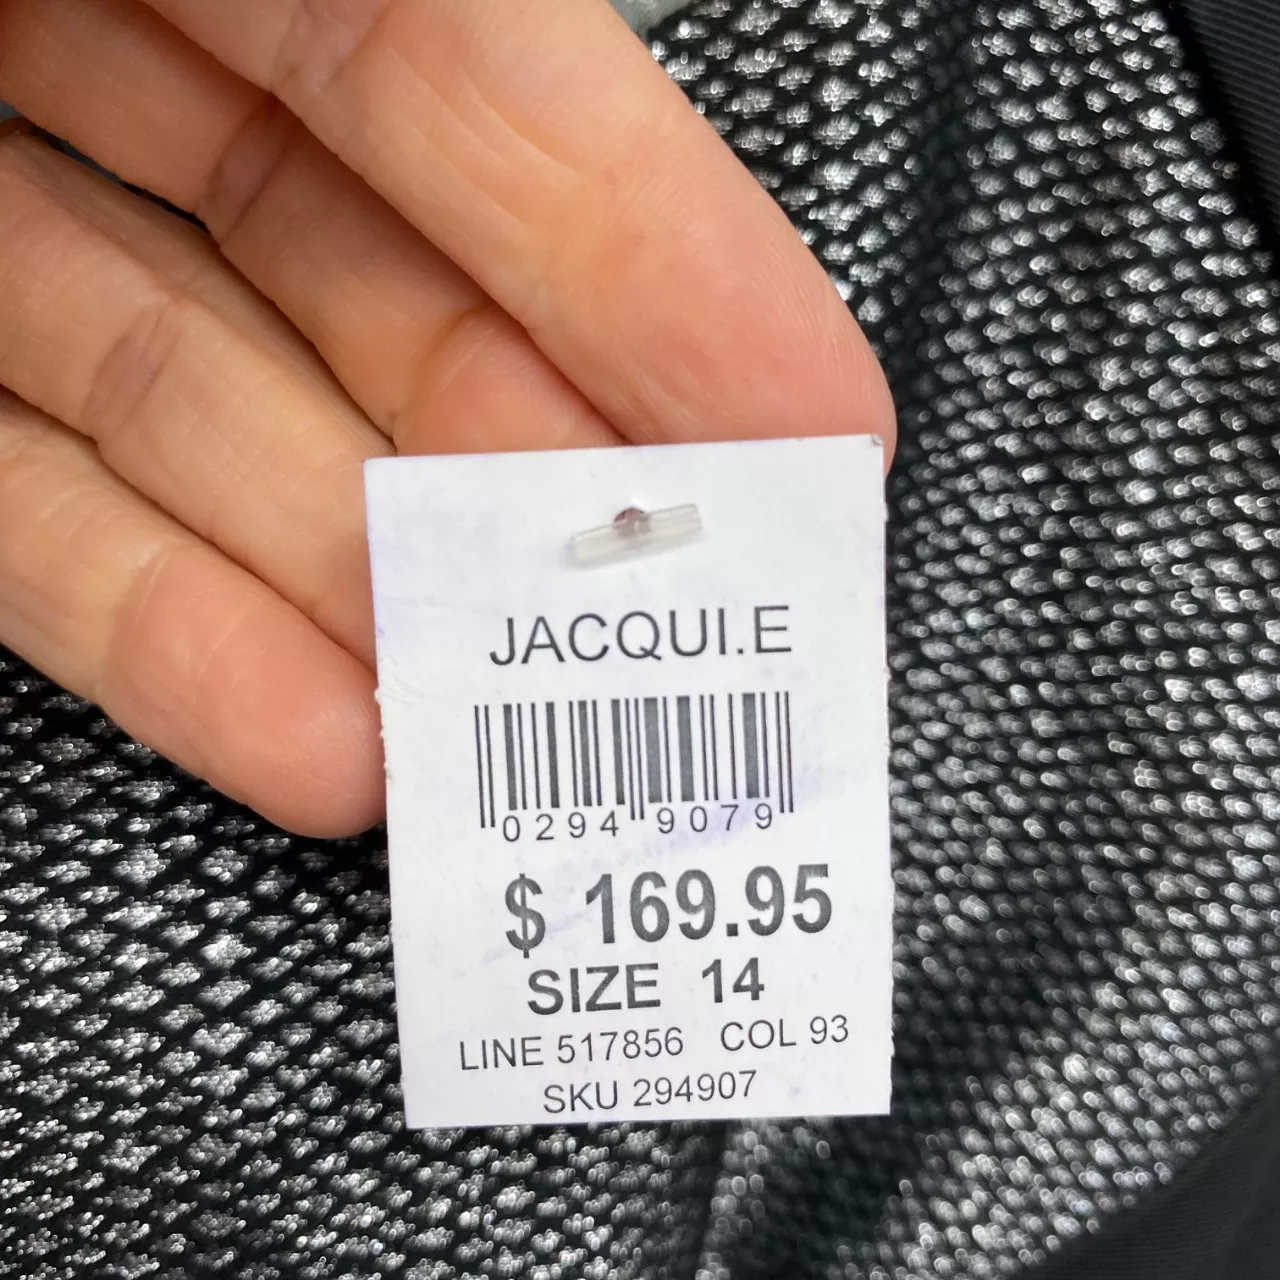 JACQUI.E
0294 9079
$ 169.95
SIZE 14
LINE 517856 COL 93
SKU 294907